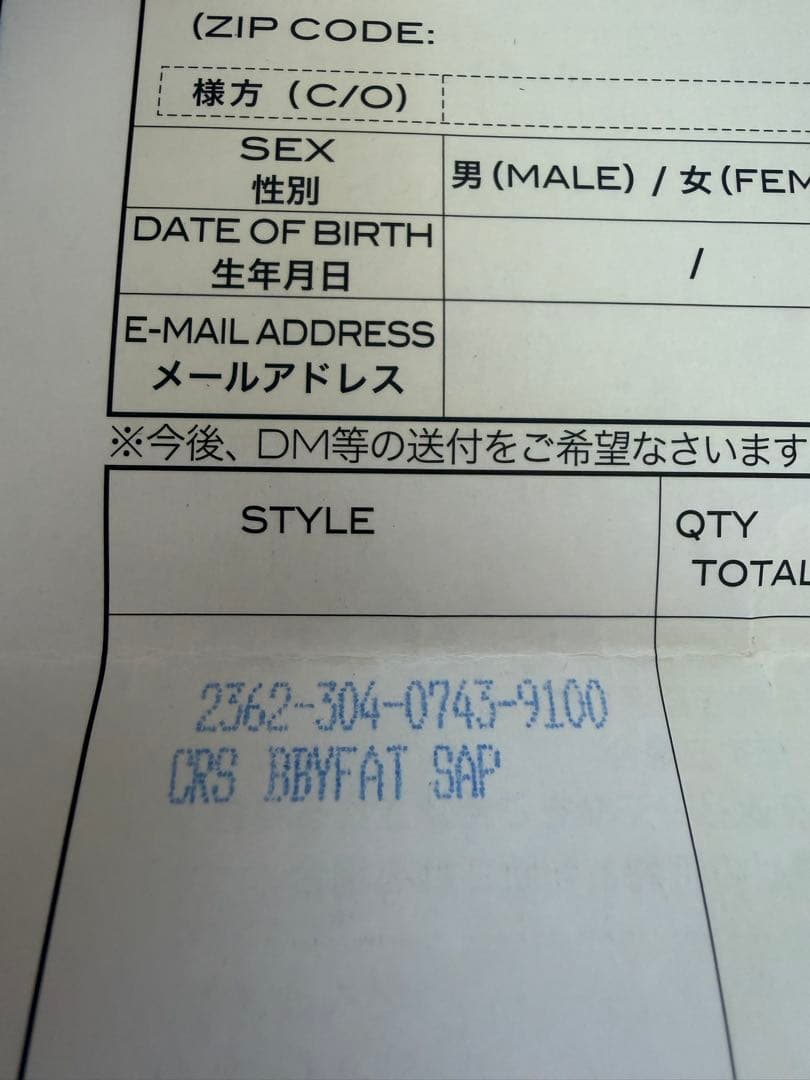 (ZIP CODE:
様方 (C/O)
SEX
性別
男(MALE) / 女(FEM
DATE OF BIRTH
生年月日
/
E-MAIL ADDRESS
メールアドレス
※今後、DM等の送付をご希望なさいます
STYLE
QTY
TOTAL
2362-304-0743-9100
CRS BBYFAT SAP